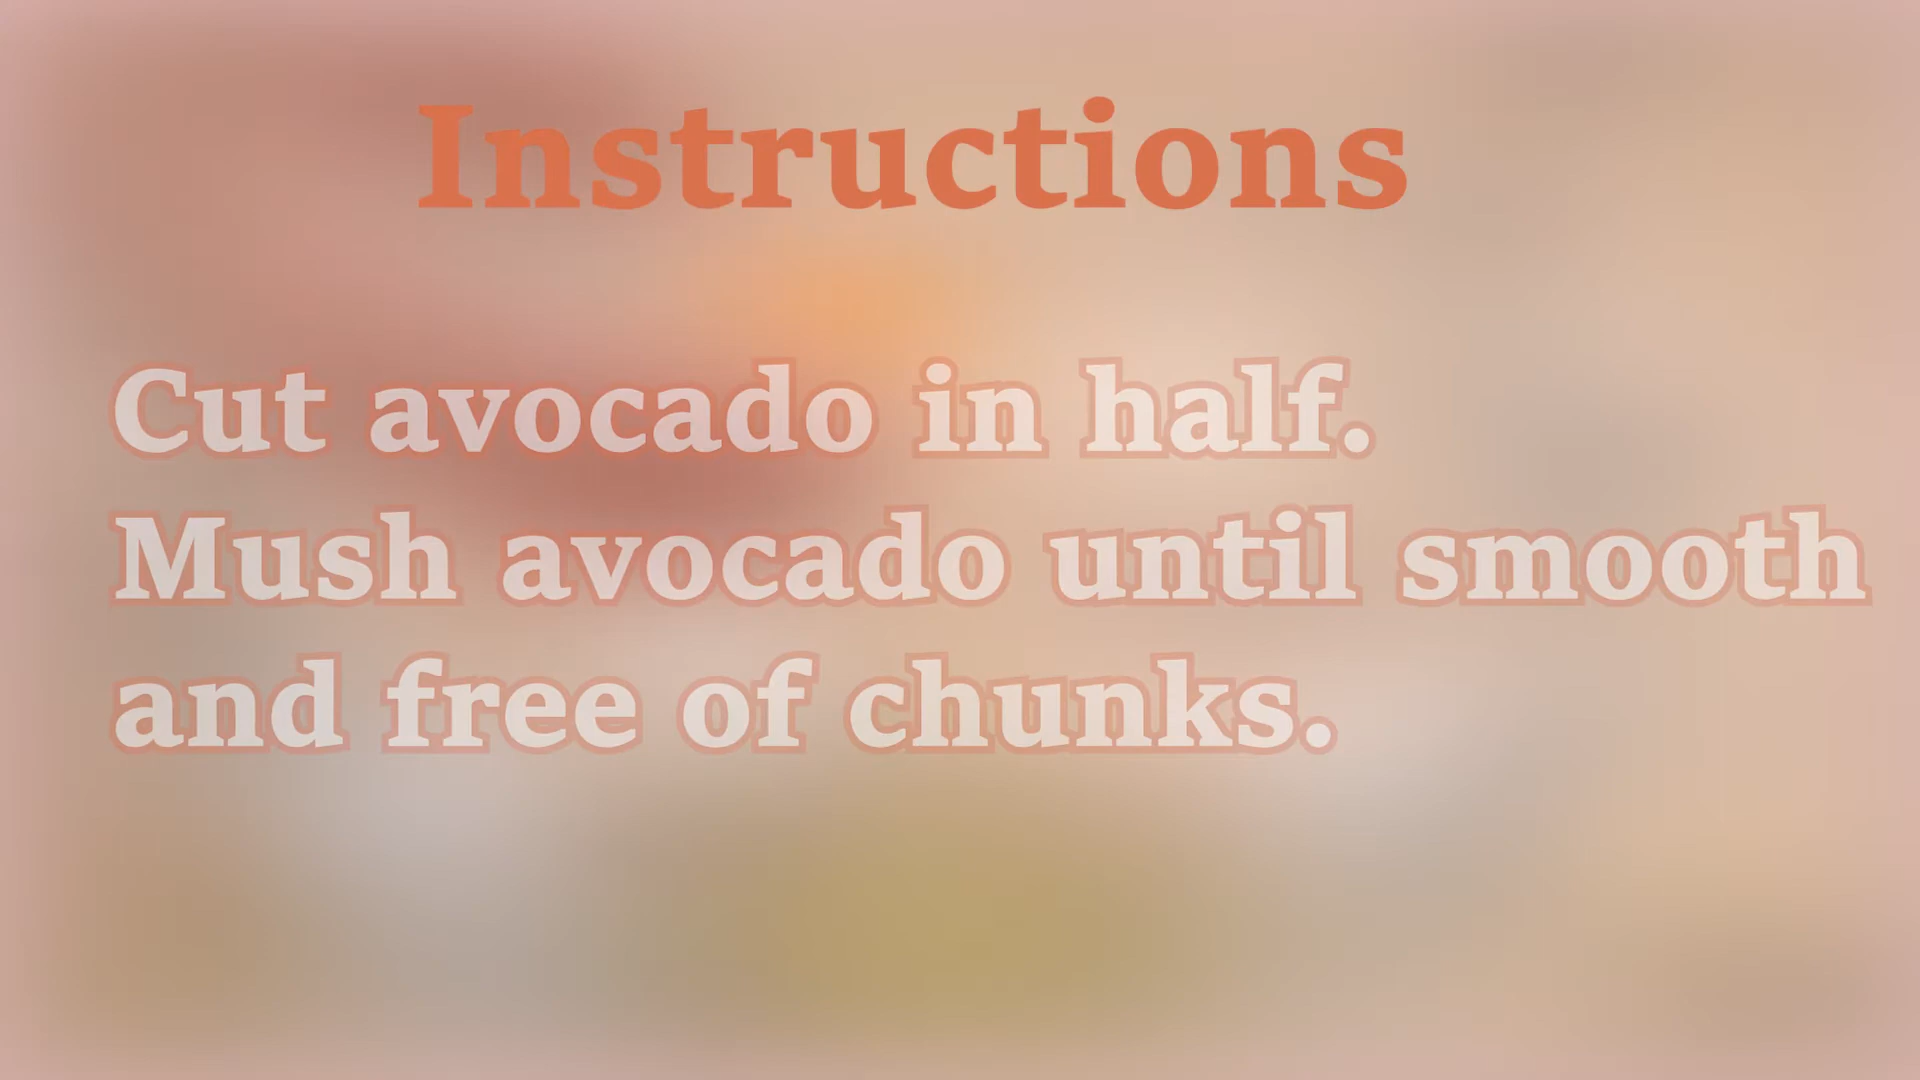 Instructions
Cut avocado in half.
Mush avocado until smooth
and free of chunks.